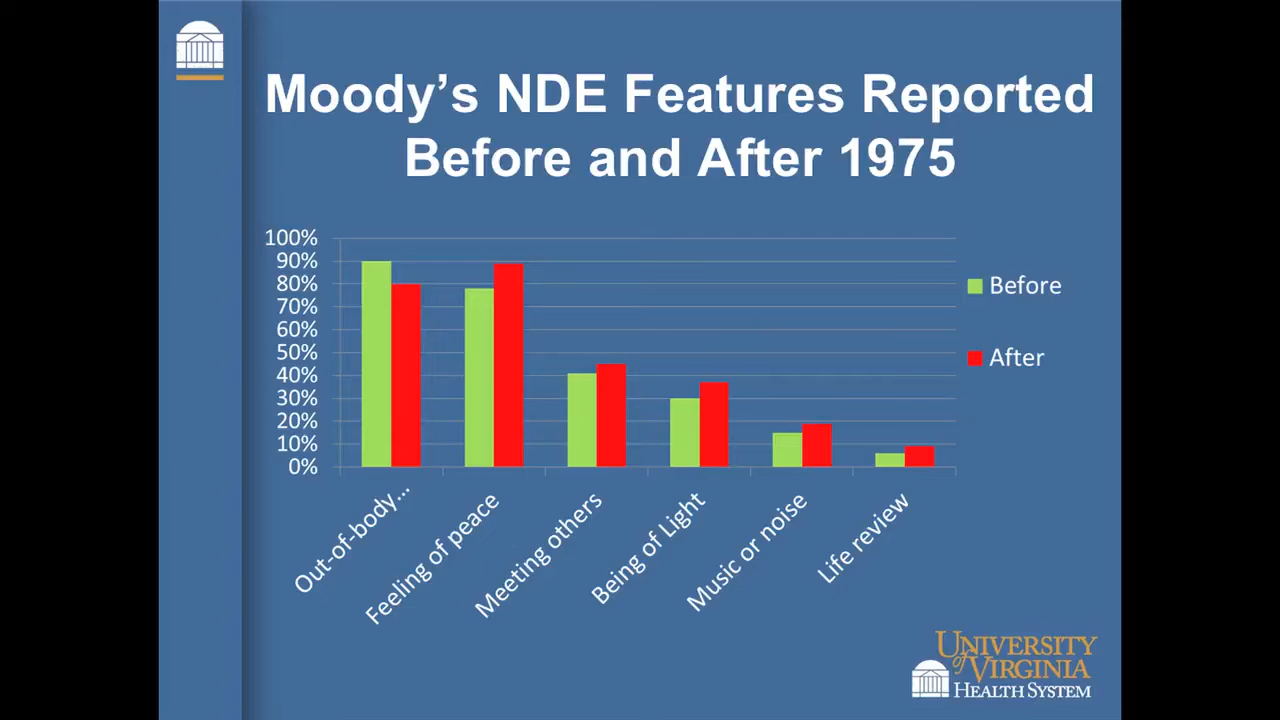 Moody’s NDE Features Reported
Before and After 1975
100%
90%
80%
70%
60%
50%
40%
30%
20%
10%
0%
Before
After
Out-of-body...
Feeling of peace
Meeting others
Being of Light
Music or noise
Life review
UNIVERSITY
of VIRGINIA
HEALTH SYSTEM